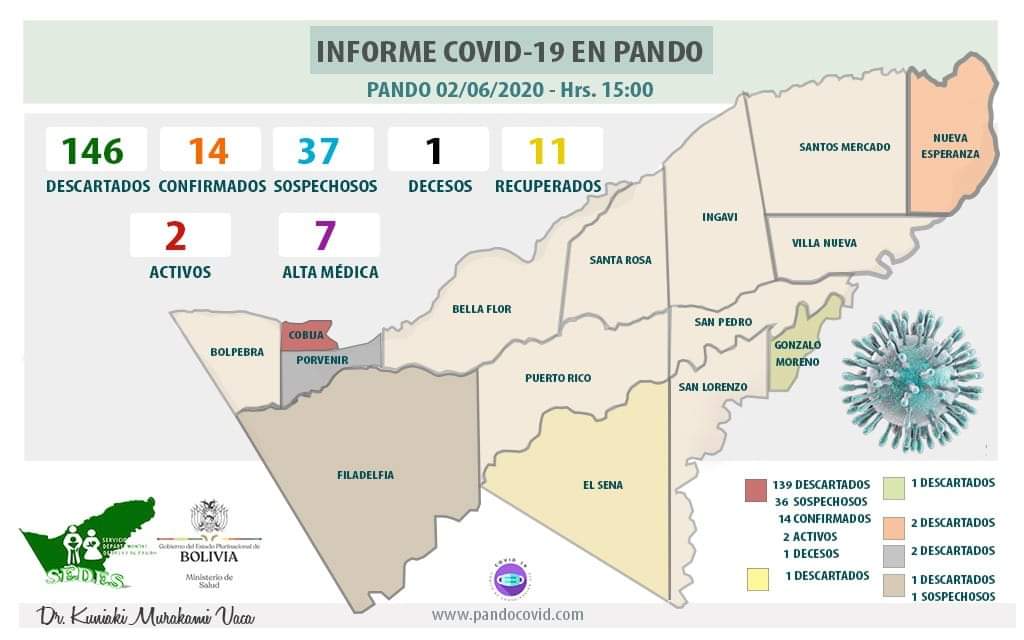 INFORME COVID-19 EN PANDO
PANDO 02/06/2020 - Hrs. 15:00
146
DESCARTADOS
14
CONFIRMADOS
37
SOSPECHOSOS
1
DECESOS
11
RECUPERADOS
2
ACTIVOS
7
ALTA MÉDICA
NUEVA
ESPERANZA
SANTOS MERCADO
INGAVI
VILLA NUEVA
SANTA ROSA
BELLA FLOR
SAN PEDRO
COBIJA
GONZALO
MORENO
BOLPEBRA
PORVENIR
PUERTO RICO
SAN LORENZO
FILADELFIA
EL SENA
139 DESCARTADOS
36 SOSPECHOSOS
14 CONFIRMADOS
2 ACTIVOS
1 DECESOS
1 DESCARTADOS
1 DESCARTADOS
2 DESCARTADOS
2 DESCARTADOS
1 DESCARTADOS
1 SOSPECHOSOS
SERVICIO
SEDES
Gobierno del Estado Plurinacional de
BOLIVIA
Ministerio de
Salud
COVID 19
Dr. Kuniaki Murakami Vaca
www.pandocovid.com